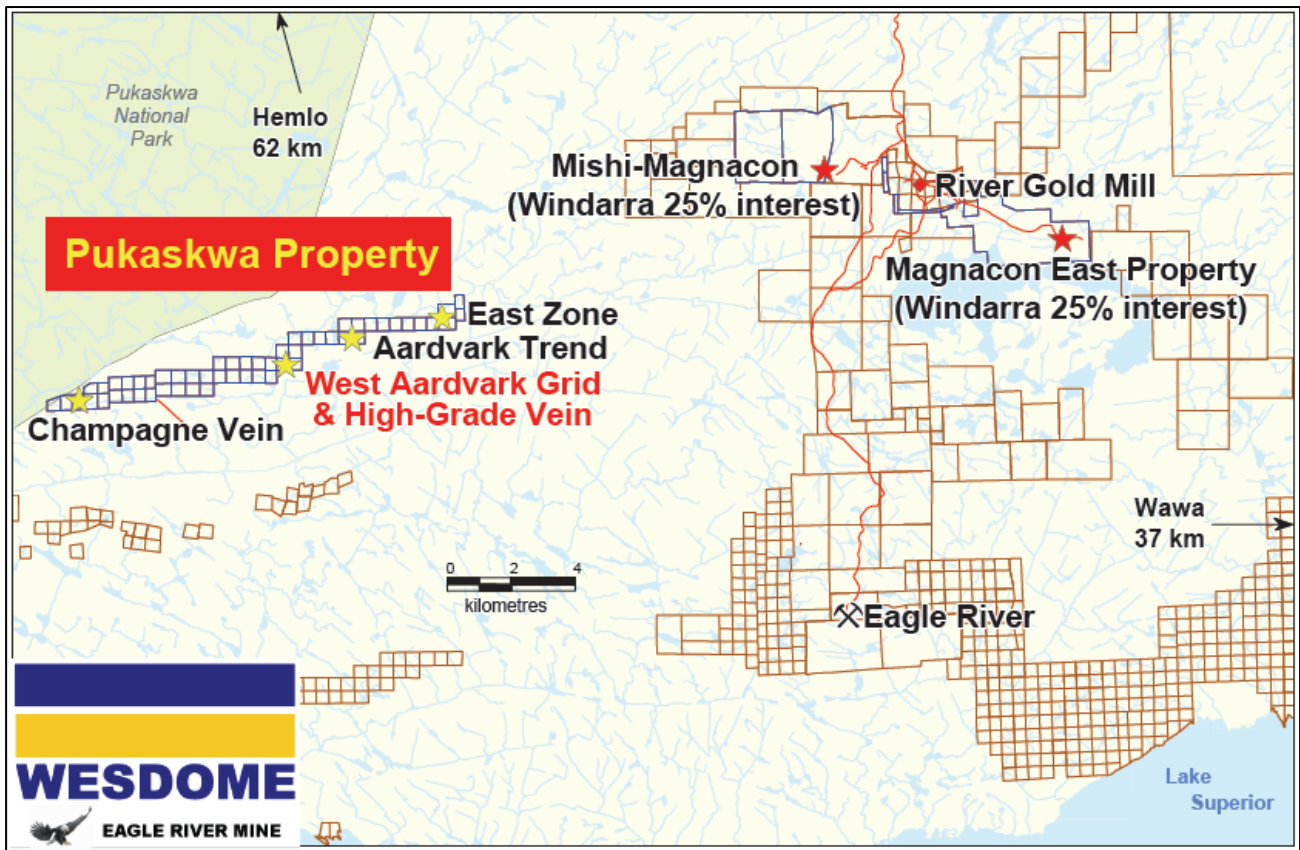 Pukaskwa
National
Park
Hemlo
62 km
Mishi-Magnacon
(Windarra 25% interest)
River Gold Mill
Pukaskwa Property
Magnacon East Property
(Windarra 25% interest)
East Zone
Aardvark Trend
West Aardvark Grid
& High-Grade Vein
Champagne Vein
Wawa
37 km
0 2 4
kilometres
Eagle River
WESDOME
EAGLE RIVER MINE
Lake
Superior